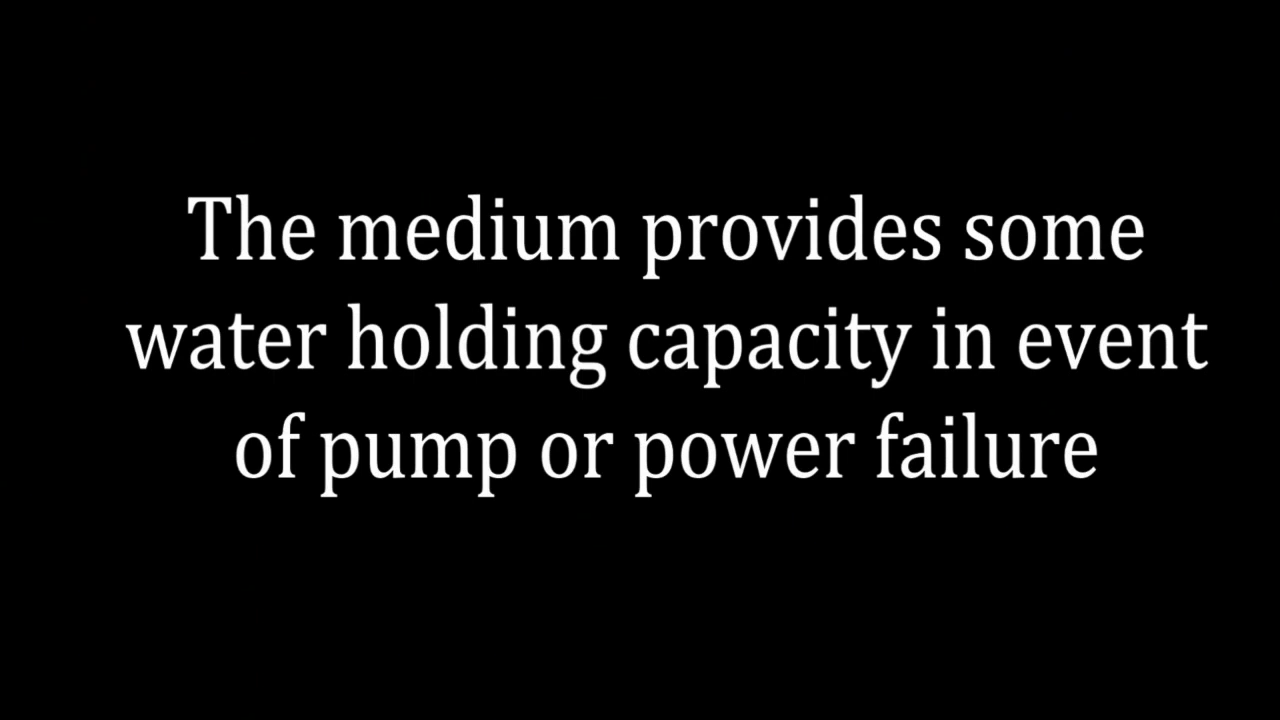 The medium provides some
water holding capacity in event
of pump or power failure